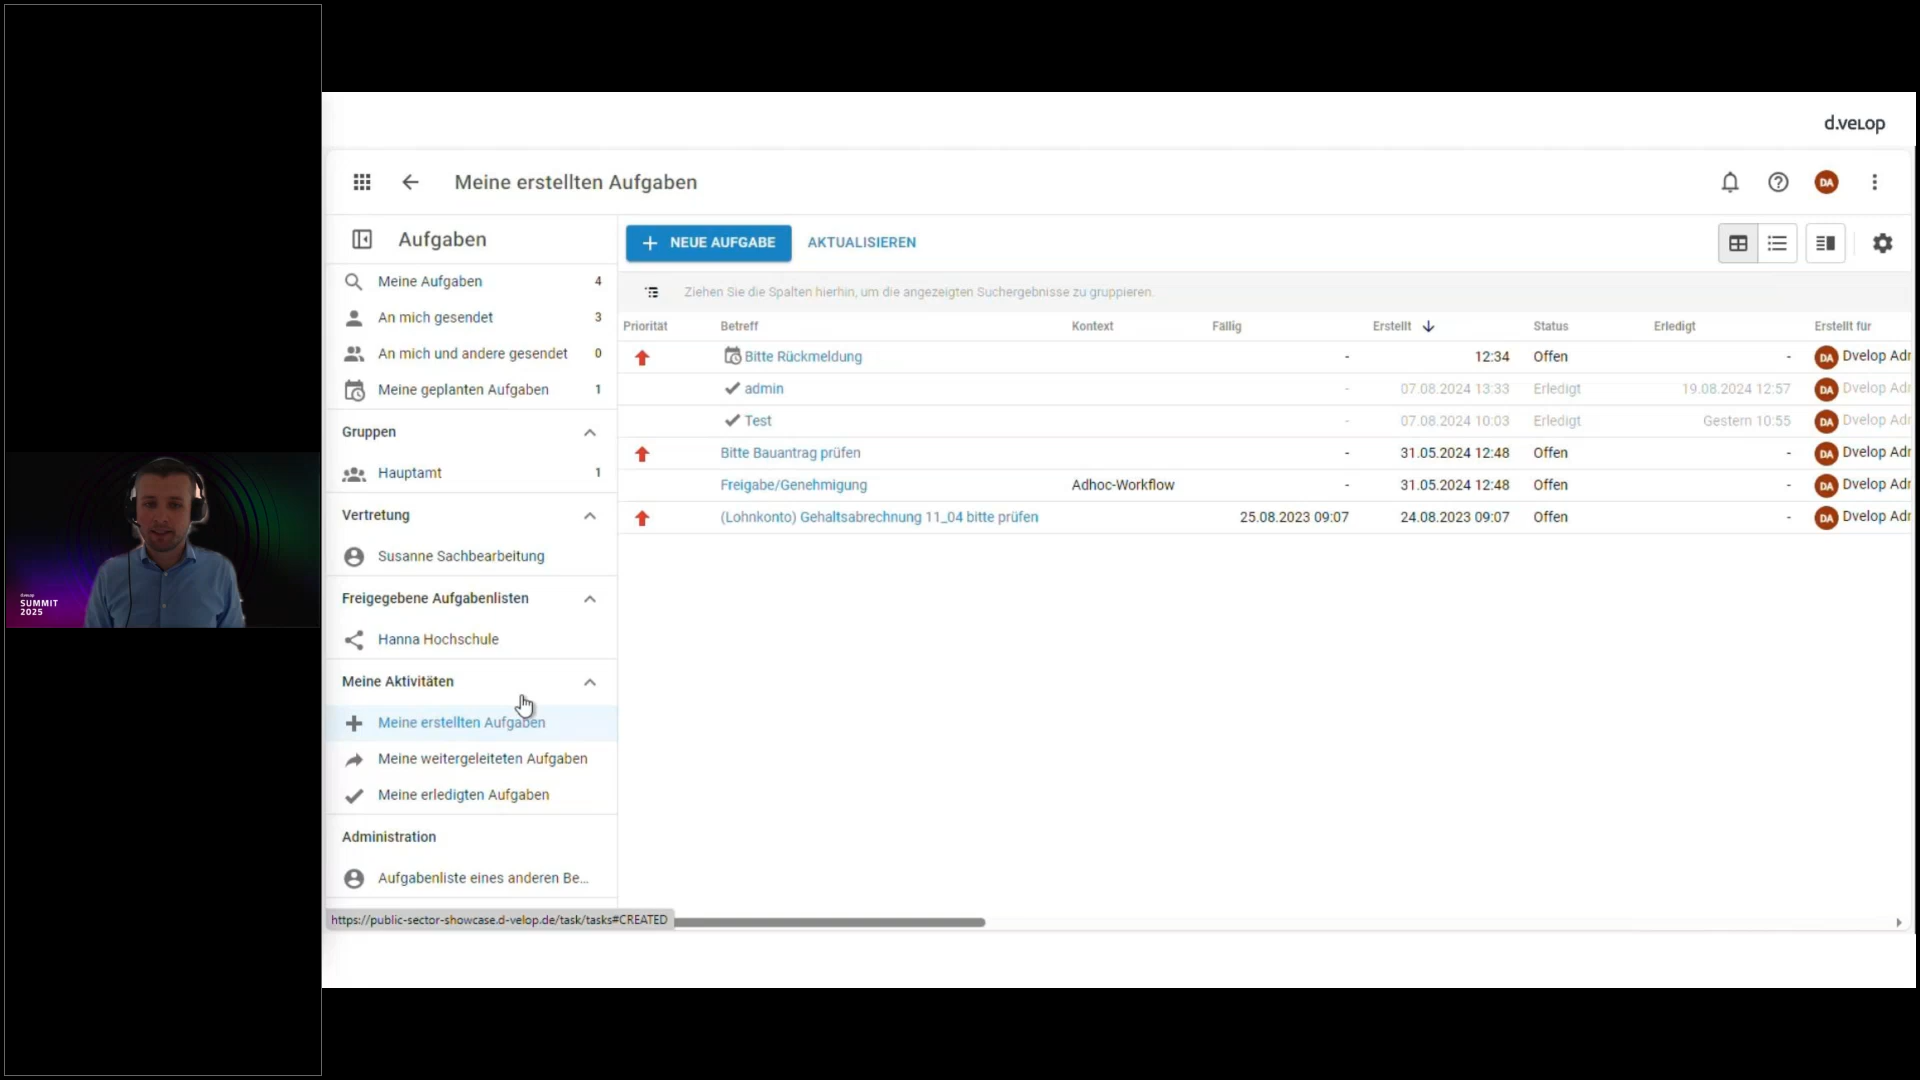 d.velop
Meine erstellten Aufgaben
DA
Aufgaben
NEUE AUFGABE
AKTUALISIEREN
Meine Aufgaben 4
An mich gesendet 3
An mich und andere gesendet 0
Meine geplanten Aufgaben 1
Gruppen
Hauptamt 1
Vertretung
Susanne Sachbearbeitung
Freigegebene Aufgabenlisten
Hanna Hochschule
Meine Aktivitäten
Meine erstellten Aufgaben
Meine weitergeleiteten Aufgaben
Meine erledigten Aufgaben
Administration
Aufgabenliste eines anderen Be...
https://public-sector-showcase.d-velop.de/task/tasks#CREATED
Ziehen Sie die Spalten hierhin, um die angezeigten Suchergebnisse zu gruppieren.
Priorität Betreff Kontext Fällig Erstellt Status Erledigt Erstellt für
Bitte Rückmeldung - 12:34 Offen - DA Dvelop Adr
admin - 07.08.2024 13:33 Erledigt 19.08.2024 12:57 DA Dvelop Adr
Test - 07.08.2024 10:03 Erledigt Gestern 10:55 DA Dvelop Adr
Bitte Bauantrag prüfen - 31.05.2024 12:48 Offen - DA Dvelop Adr
Freigabe/Genehmigung Adhoc-Workflow - 31.05.2024 12:48 Offen - DA Dvelop Adr
(Lohnkonto) Gehaltsabrechnung 11_04 bitte prüfen 25.08.2023 09:07 24.08.2023 09:07 Offen - DA Dvelop Adr
SUMMIT
2025